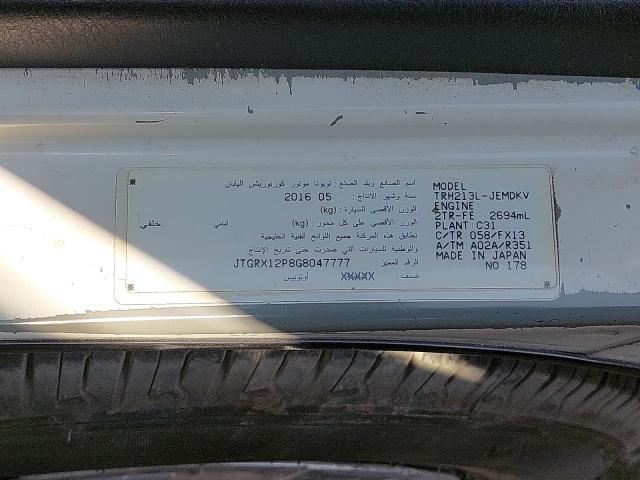 اسم الصانع وبلد الصنع : تويوتا موتور كوربوريشن اليابان
سنة وشهر الانتاج : 05 2016
الوزن الأقصى للسيارة : (kg)
الوزن الأقصى على كل محور : (kg) أمامي خلفي
تطابق هذه المركبة جميع اللوائح الفنية الخليجية
والوطنية للسيارات التي صدرت حتى تاريخ الإنتاج
الرقم المميز : JTGRX12P8G8047777
صنف : XXXXX أوتوبيس
MODEL:
TRH213L-JEMDKV
ENGINE:
2TR-FE 2694mL
PLANT: C31
C/TR: 058/FX13
A/TM: A02A/R351
MADE IN JAPAN
NO.178